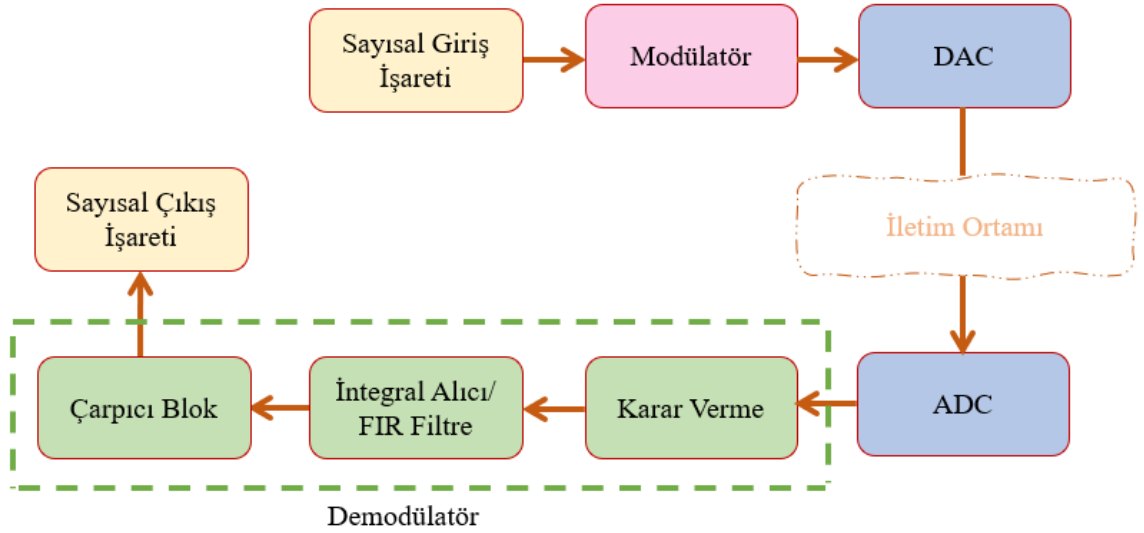 Sayısal Giriş
İşareti
Modülatör
DAC
Sayısal Çıkış
İşareti
İletim Ortamı
Çarpıcı Blok
İntegral Alıcı/
FIR Filtre
Karar Verme
ADC
Demodülatör